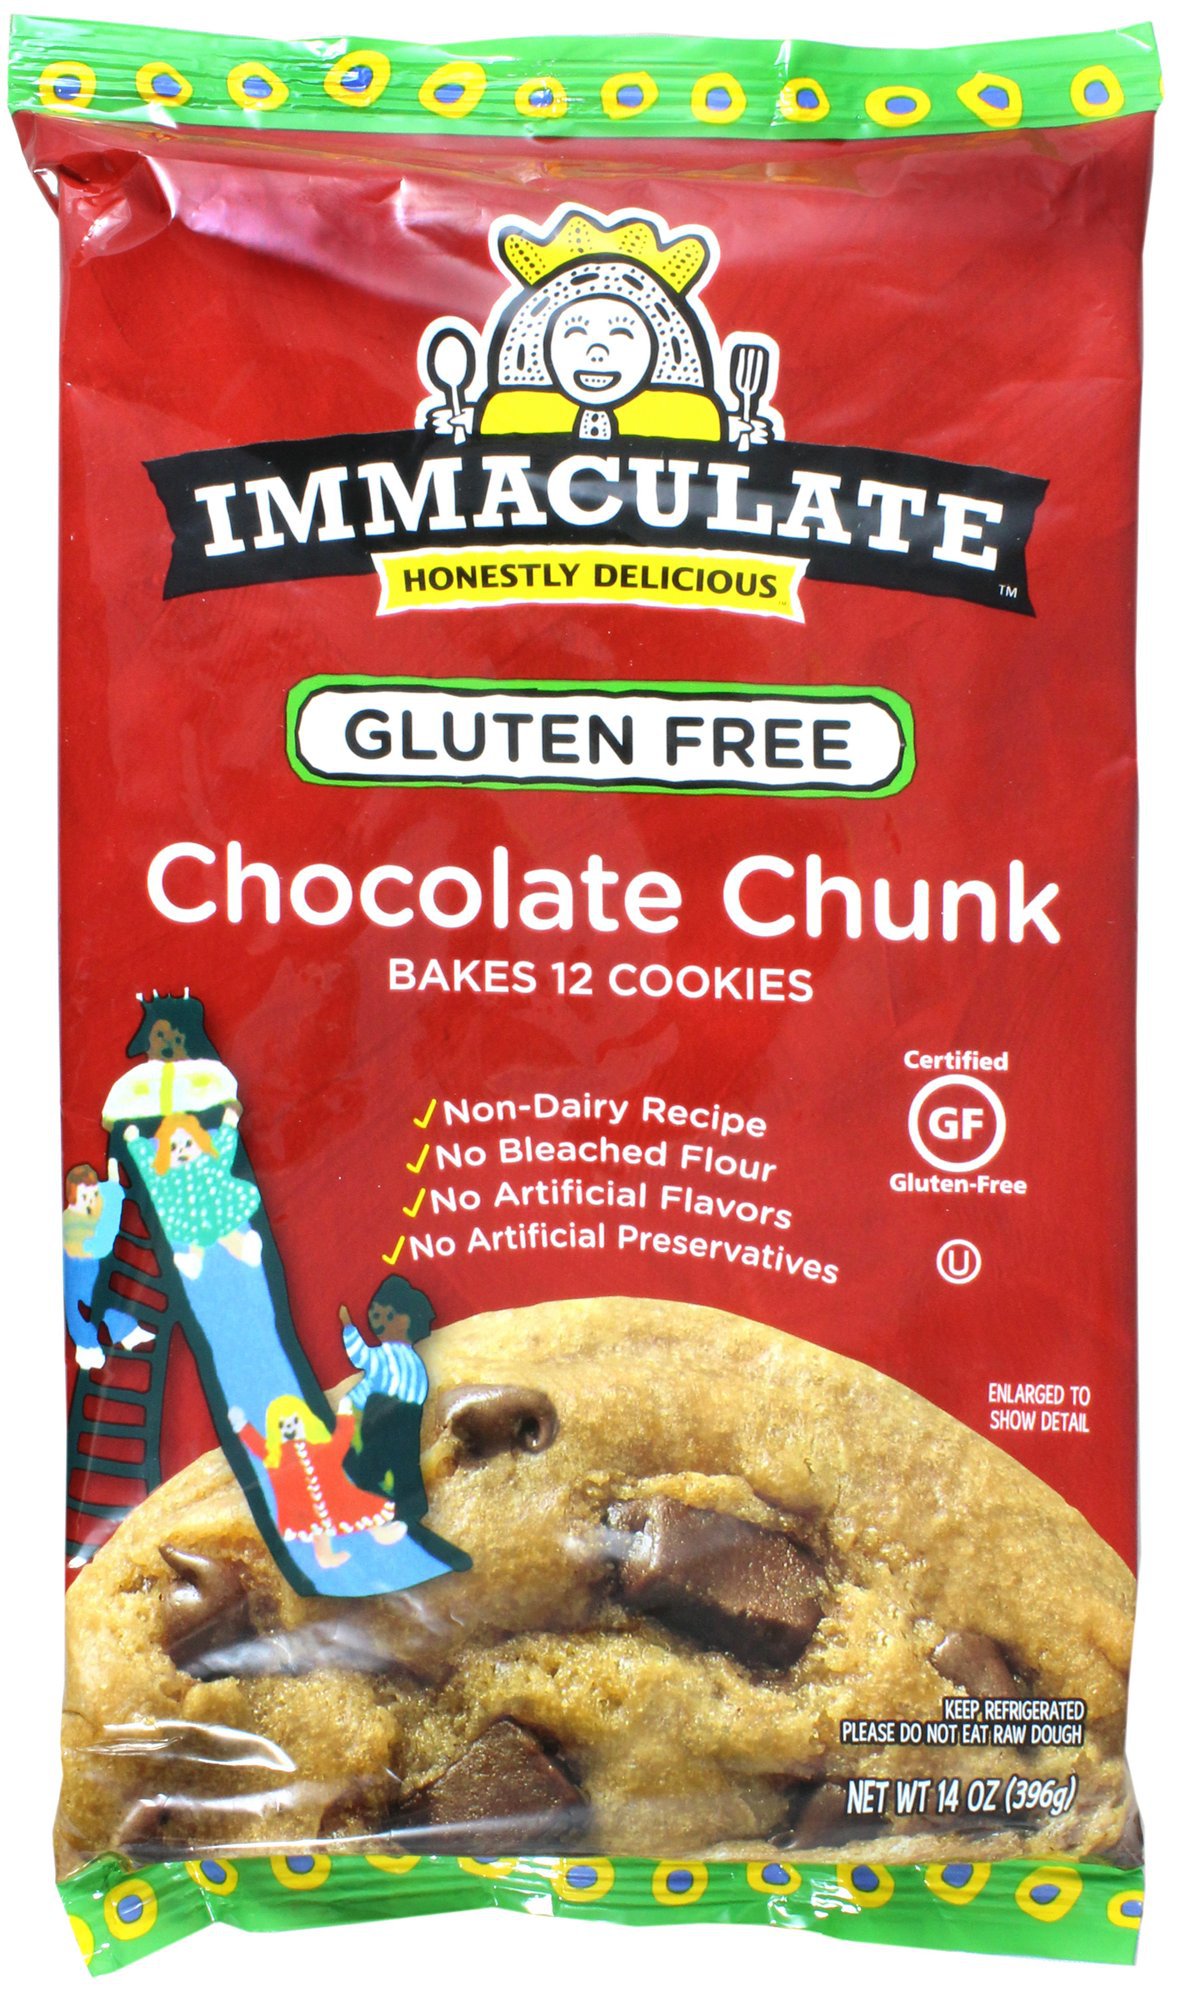 IMMACULATE
TM
HONESTLY DELICIOUS
GLUTEN FREE
Chocolate Chunk
BAKES 12 COOKIES
Non-Dairy Recipe
No Bleached Flour
No Artificial Flavors
No Artificial Preservatives
Certified
GF
Gluten-Free
U
ENLARGED TO
SHOW DETAIL
KEEP REFRIGERATED
PLEASE DO NOT EAT RAW DOUGH
NET WT 14 OZ (396g)